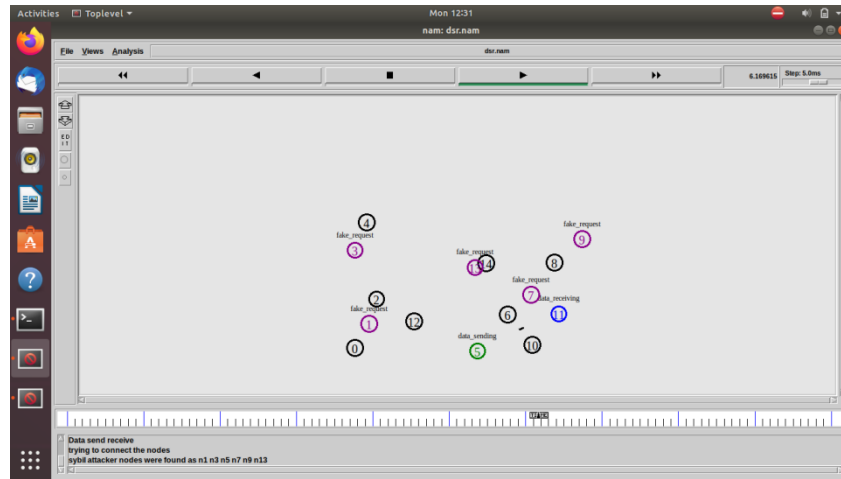 Activities
Toplevel
Mon 12:31
nam: dsr.nam
File Views Analysis
dsr.nam
6.169615
Step: 5.0ms
4
fake_request
3
fake_request
9
fake_request
13
14
8
fake_request
7
data_receiving
11
2
fake_request
1
12
6
0
data_sending
5
10
Data send receive
trying to connect the nodes
sybil attacker nodes were found as n1 n3 n5 n7 n9 n13